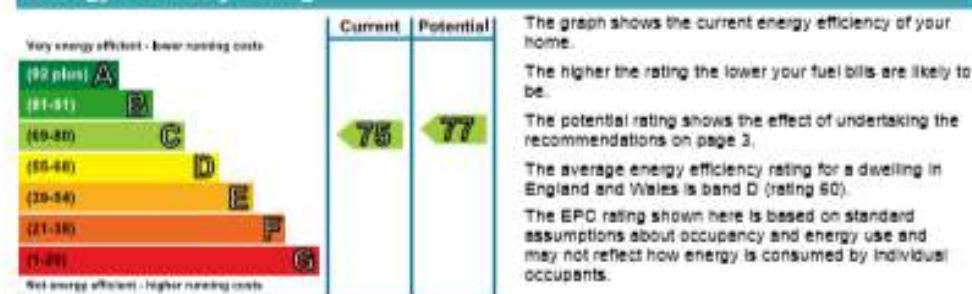 Current Potential
Very energy efficient - lower running costs
(92 plus) A
(81-91) B
(69-80) C
(55-68) D
(39-54) E
(21-38) F
(1-20) G
75
77
Not energy efficient - higher running costs
The graph shows the current energy efficiency of your
home.
The higher the rating the lower your fuel bills are likely to
be.
The potential rating shows the effect of undertaking the
recommendations on page 3.
The average energy efficiency rating for a dwelling in
England and Wales is band D (rating 60).
The EPC rating shown here is based on standard
assumptions about occupancy and energy use and
may not reflect how energy is consumed by individual
occupants.